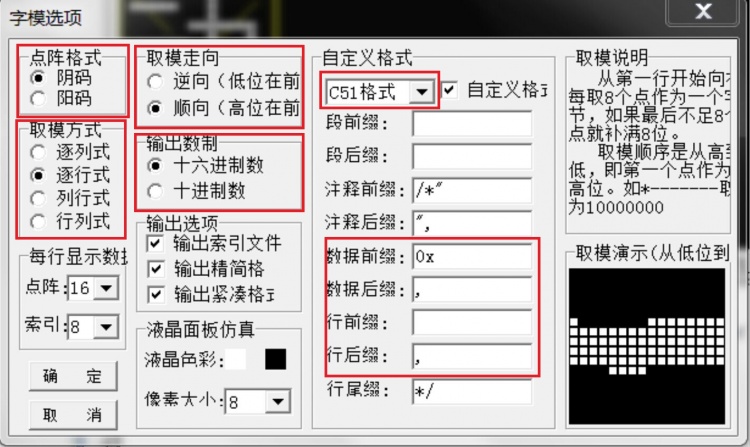 字模选项
X
点阵格式
阴码
阳码
取模方式
逐列式
逐行式
列行式
行列式
每行显示数
点阵: 16
索引: 8
确 定
取 消
取模走向
逆向（低位在前
顺向（高位在前
输出数制
十六进制数
十进制数
输出选项
输出索引文件
输出精简格
输出紧凑格
液晶面板仿真
液晶色彩:
像素大小: 8
自定义格式
C51格式
自定义格
段前缀:
段后缀:
注释前缀: /*"
注释后缀: ",
数据前缀: 0x
数据后缀: ,
行前缀:
行后缀: ,
行尾缀: */
取模说明
从第一行开始向
每取8个点作为一个
节，如果最后不足8
点就补满8位。
取模顺序是从高
低，即第一个点作为
高位。如*-------取
为10000000
取模演示(从低位到